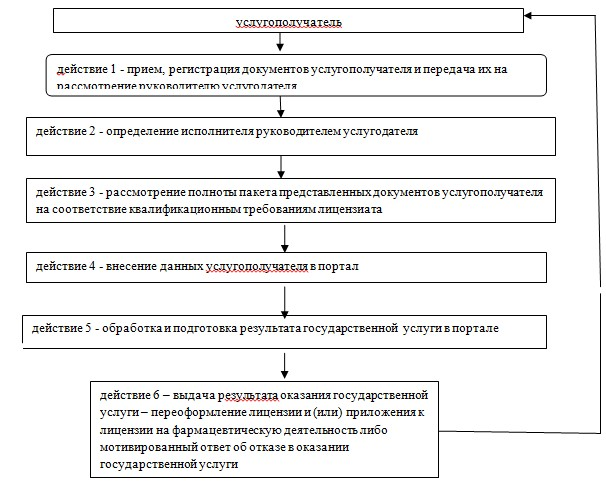 услугополучатель
действие 1 - прием, регистрация документов услугополучателя и передача их на
рассмотрение руководителю услугодателя
действие 2 - определение исполнителя руководителем услугодателя
действие 3 - рассмотрение полноты пакета представленных документов услугополучателя
на соответствие квалификационным требованиям лицензиата
действие 4 - внесение данных услугополучателя в портал
действие 5 - обработка и подготовка результата государственной услуги в портале
действие 6 – выдача результата оказания государственной
услуги – переоформление лицензии и (или) приложения к
лицензии на фармацевтическую деятельность либо
мотивированный ответ об отказе в оказании
государственной услуги